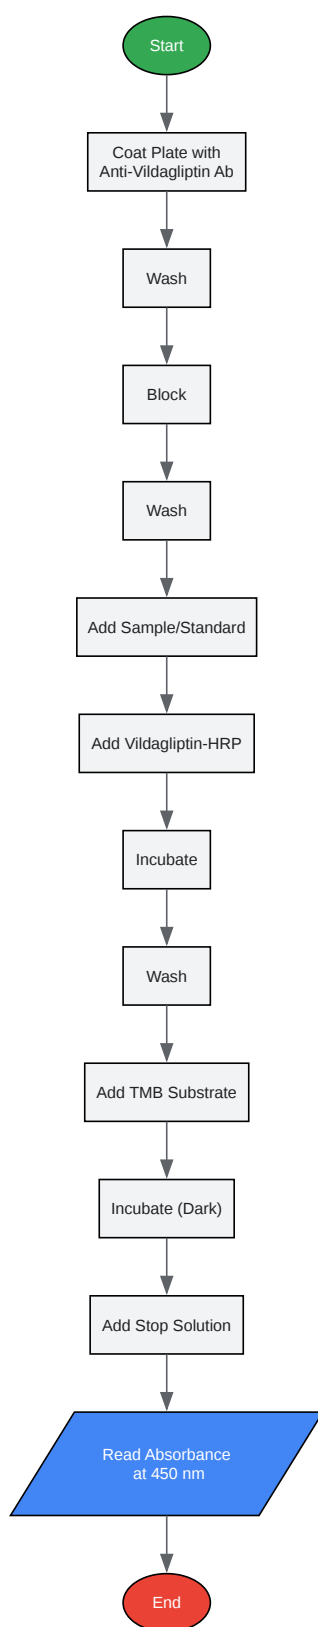 Start
Coat Plate with
Anti-Vildagliptin Ab
Wash
Block
Wash
Add Sample/Standard
Add Vildagliptin-HRP
Incubate
Wash
Add TMB Substrate
Incubate (Dark)
Add Stop Solution
Read Absorbance
at 450 nm
End